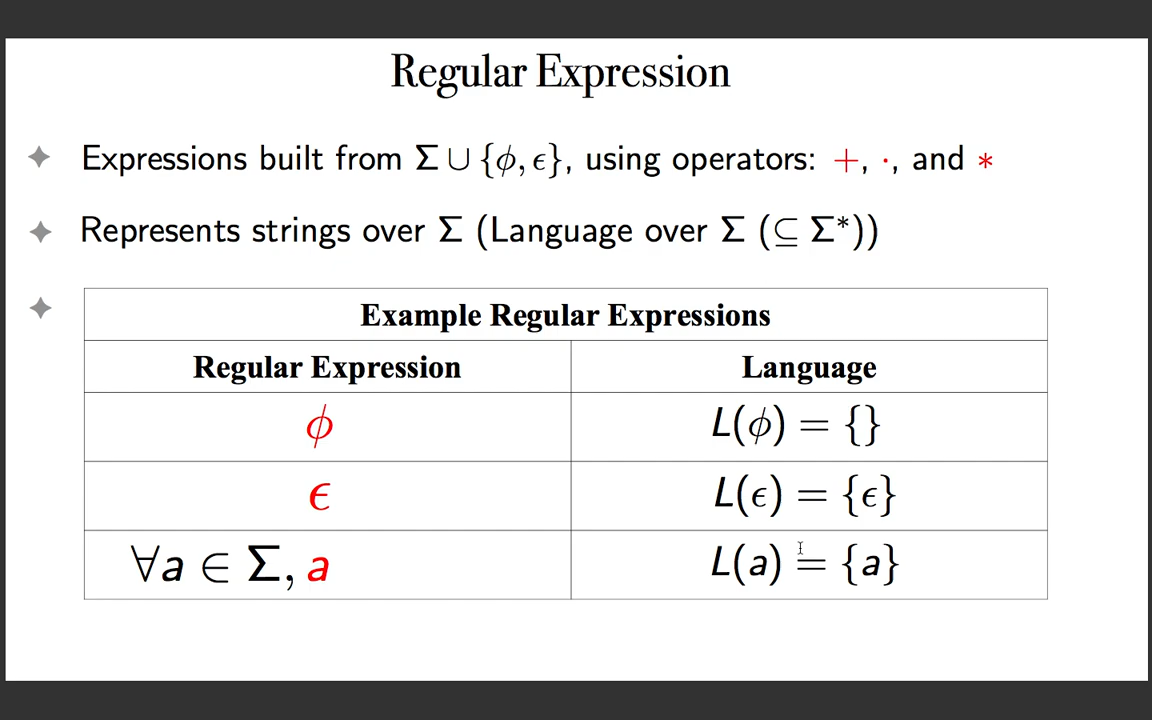 Regular Expression
Expressions built from Σ ∪ {ϕ, ϵ}, using operators: +, ·, and *
Represents strings over Σ (Language over Σ (⊆ Σ*))
Example Regular Expressions
Regular Expression Language
ϕ L(ϕ) = {}
ϵ L(ϵ) = {ϵ}
∀a ∈ Σ, a L(a) = {a}